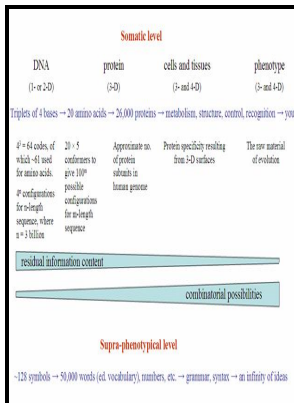 Somatic level
DNA protein cells and tissues phenotype
(1- or 2-D) (3-D) (3- and 4-D) (3- and 4-D)
Triplets of 4 bases → 20 amino acids → 26,000 proteins → metabolism, structure, control, recognition → you
4³ = 64 codes, of
which ~61 used
for amino acids.
4ⁿ configurations
for n-length
sequence, where
n = 3 billion
20 × 5
conformers to
give 100ᵐ
possible
configurations
for m-length
sequence
Approximate no.
of protein
subunits in
human genome
Protein specificity resulting
from 3-D surfaces
The raw material
of evolution
residual information content
combinatorial possibilities
Supra-phenotypical level
~128 symbols → 50,000 words (ed. vocabulary), numbers, etc. → grammar, syntax → an infinity of ideas